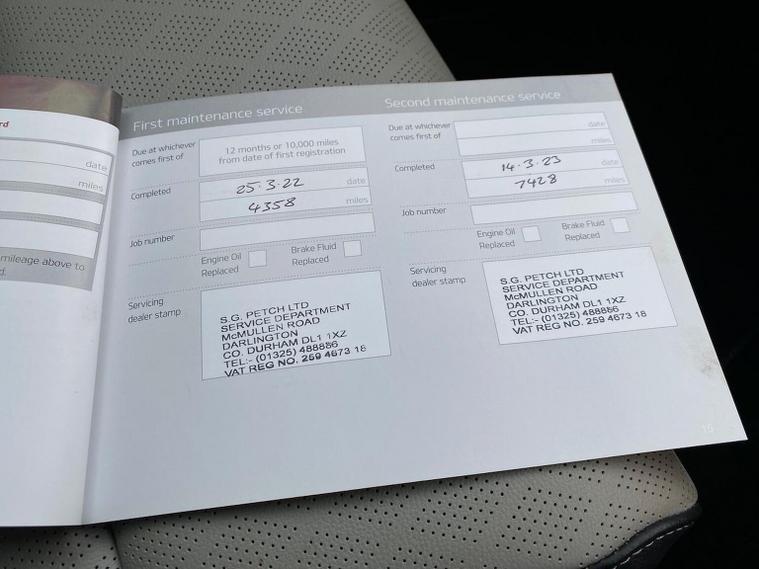 rd
date
miles
mileage above to
d.
First maintenance service
Due at whichever
comes first of
12 months or 10,000 miles
from date of first registration
Completed
25.3.22 date
4358 miles
Job number
Engine Oil
Replaced
Brake Fluid
Replaced
Servicing
dealer stamp
S.G. PETCH LTD
SERVICE DEPARTMENT
McMULLEN ROAD
DARLINGTON
CO. DURHAM DL1 1XZ
TEL:- (01325) 488886
VAT REG NO. 259 4673 18
Second maintenance service
Due at whichever
comes first of
date
miles
Completed
14.3.23 date
7428 miles
Job number
Engine Oil
Replaced
Brake Fluid
Replaced
Servicing
dealer stamp
S.G. PETCH LTD
SERVICE DEPARTMENT
McMULLEN ROAD
DARLINGTON
CO. DURHAM DL1 1XZ
TEL:- (01325) 488886
VAT REG NO. 259 4673 18
15